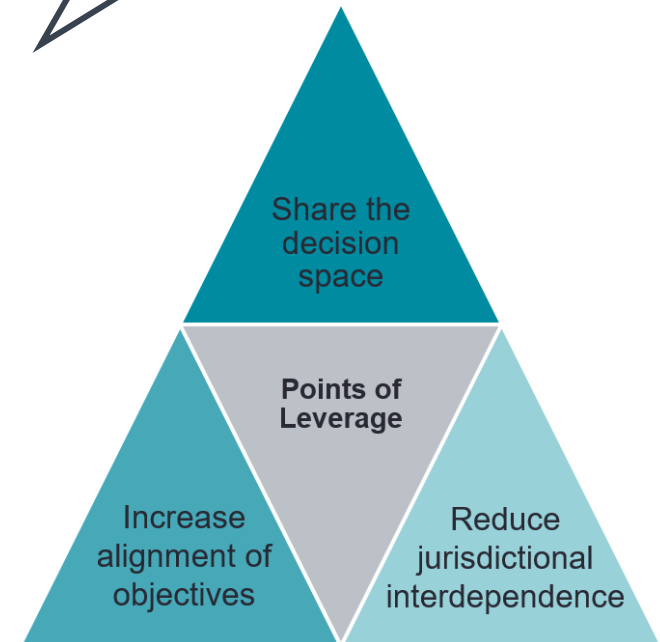 Share the
decision
space
Points of
Leverage
Increase
alignment of
objectives
Reduce
jurisdictional
interdependence